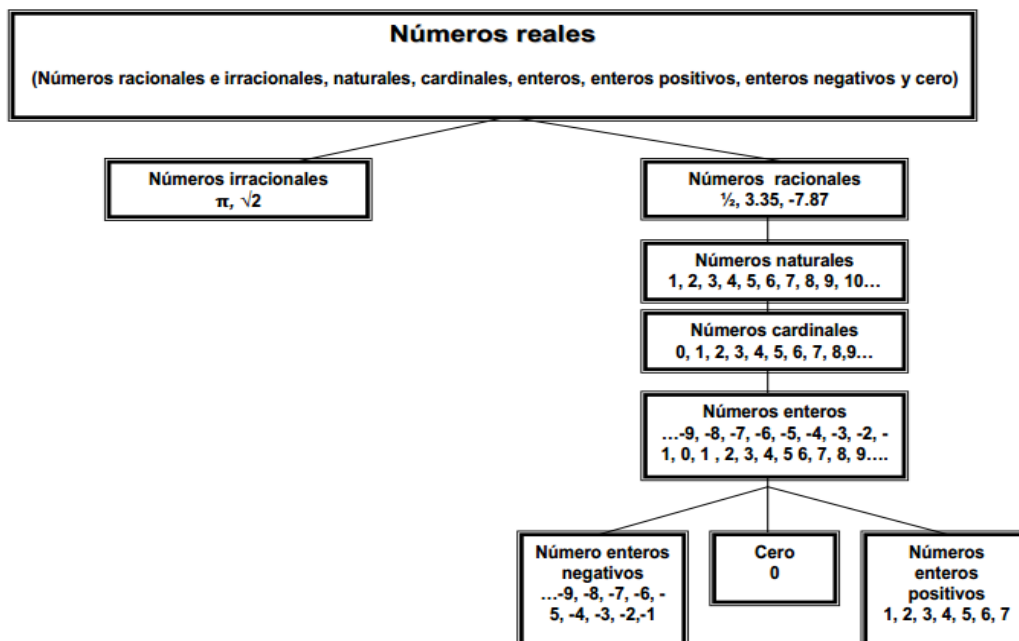 Números reales
(Números racionales e irracionales, naturales, cardinales, enteros, enteros positivos, enteros negativos y cero)
Números irracionales
π, √2
Números racionales
½, 3.35, -7.87
Números naturales
1, 2, 3, 4, 5, 6, 7, 8, 9, 10…
Números cardinales
0, 1, 2, 3, 4, 5, 6, 7, 8,9…
Números enteros
…-9, -8, -7, -6, -5, -4, -3, -2, -
1, 0, 1 , 2, 3, 4, 5 6, 7, 8, 9….
Número enteros
negativos
…-9, -8, -7, -6, -
5, -4, -3, -2,-1
Cero
0
Números
enteros
positivos
1, 2, 3, 4, 5, 6, 7